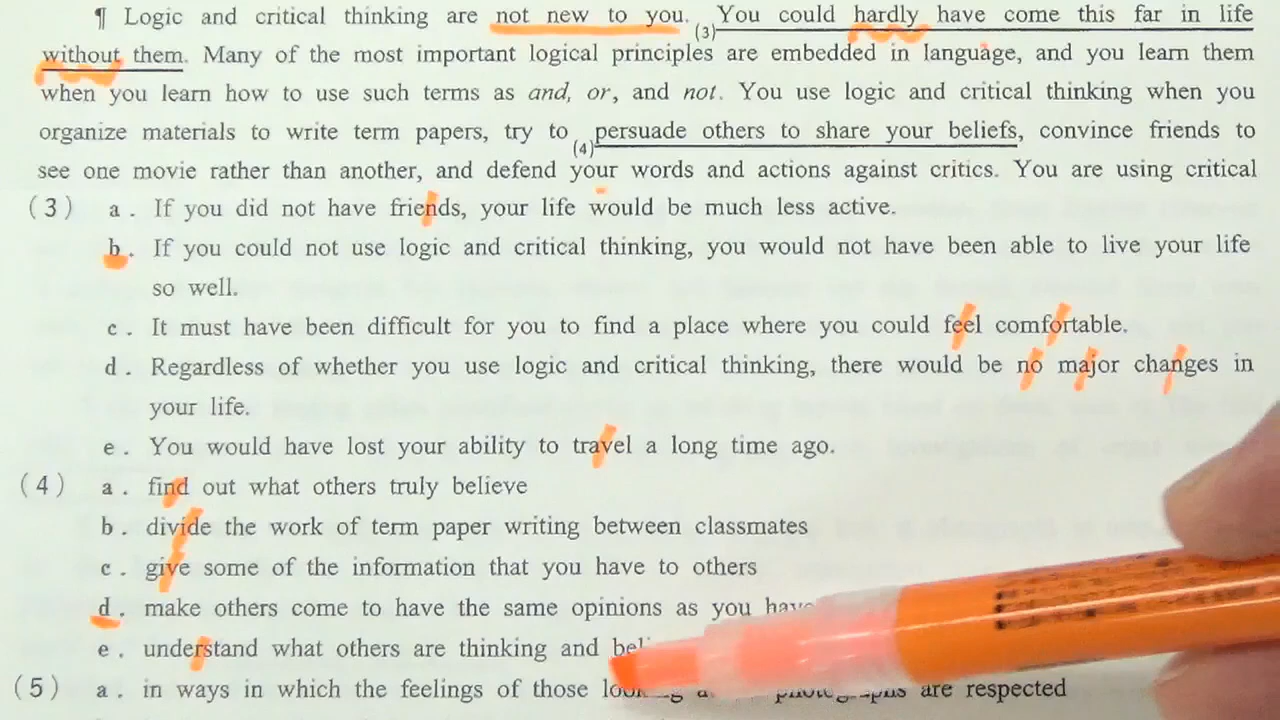 ¶ Logic and critical thinking are not new to you. (3)You could hardly have come this far in life
without them. Many of the most important logical principles are embedded in language, and you learn them
when you learn how to use such terms as and, or, and not. You use logic and critical thinking when you
organize materials to write term papers, try to (4)persuade others to share your beliefs, convince friends to
see one movie rather than another, and defend your words and actions against critics. You are using critical
(3) a. If you did not have friends, your life would be much less active.
b. If you could not use logic and critical thinking, you would not have been able to live your life
so well.
c. It must have been difficult for you to find a place where you could feel comfortable.
d. Regardless of whether you use logic and critical thinking, there would be no major changes in
your life.
e. You would have lost your ability to travel a long time ago.
(4) a. find out what others truly believe
b. divide the work of term paper writing between classmates
c. give some of the information that you have to others
d. make others come to have the same opinions as you have
e. understand what others are thinking and
(5) a. in ways in which the feelings of those looking photographs are respected